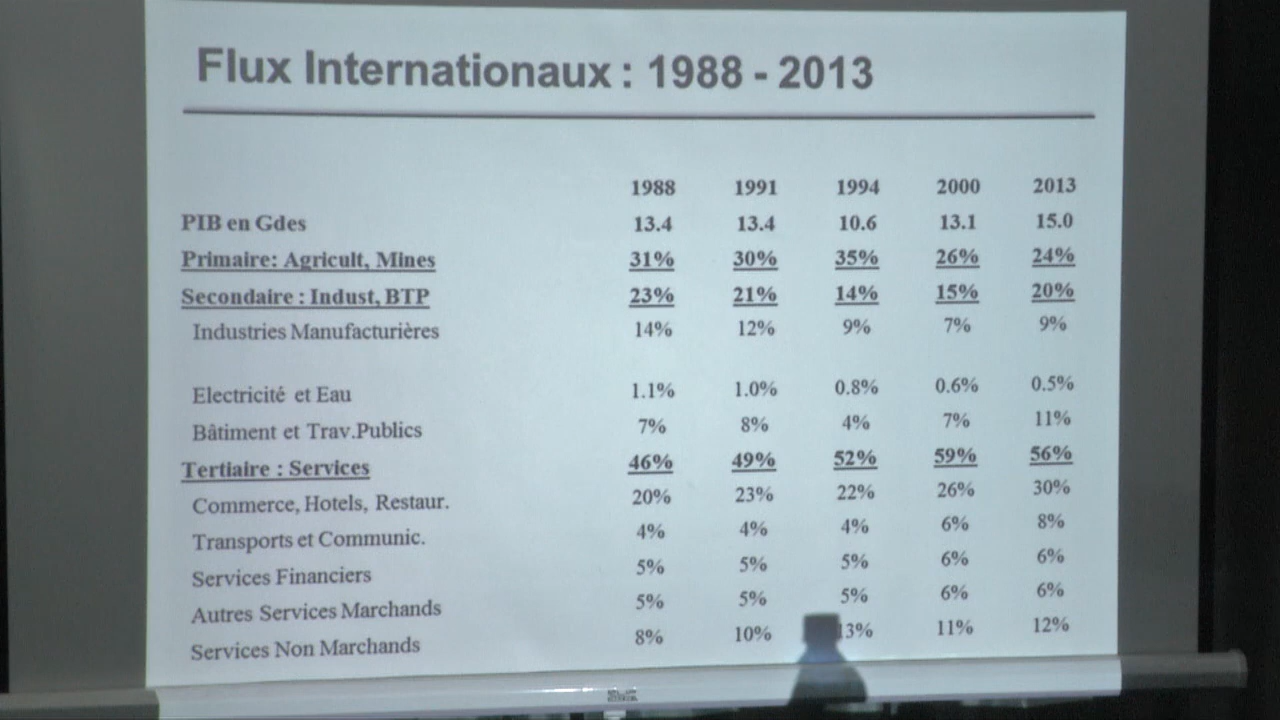 Flux Internationaux : 1988 - 2013
1988 1991 1994 2000 2013
PIB en Gdes 13.4 13.4 10.6 13.1 15.0
Primaire: Agricult, Mines 31% 30% 35% 26% 24%
Secondaire : Indust, BTP 23% 21% 14% 15% 20%
Industries Manufacturières 14% 12% 9% 7% 9%
Electricité et Eau 1.1% 1.0% 0.8% 0.6% 0.5%
Bâtiment et Trav.Publics 7% 8% 4% 7% 11%
Tertiaire : Services 46% 49% 52% 59% 56%
Commerce, Hotels, Restaur. 20% 23% 22% 26% 30%
Transports et Communic. 4% 4% 4% 6% 8%
Services Financiers 5% 5% 5% 6% 6%
Autres Services Marchands 5% 5% 5% 6% 6%
Services Non Marchands 8% 10% 13% 11% 12%